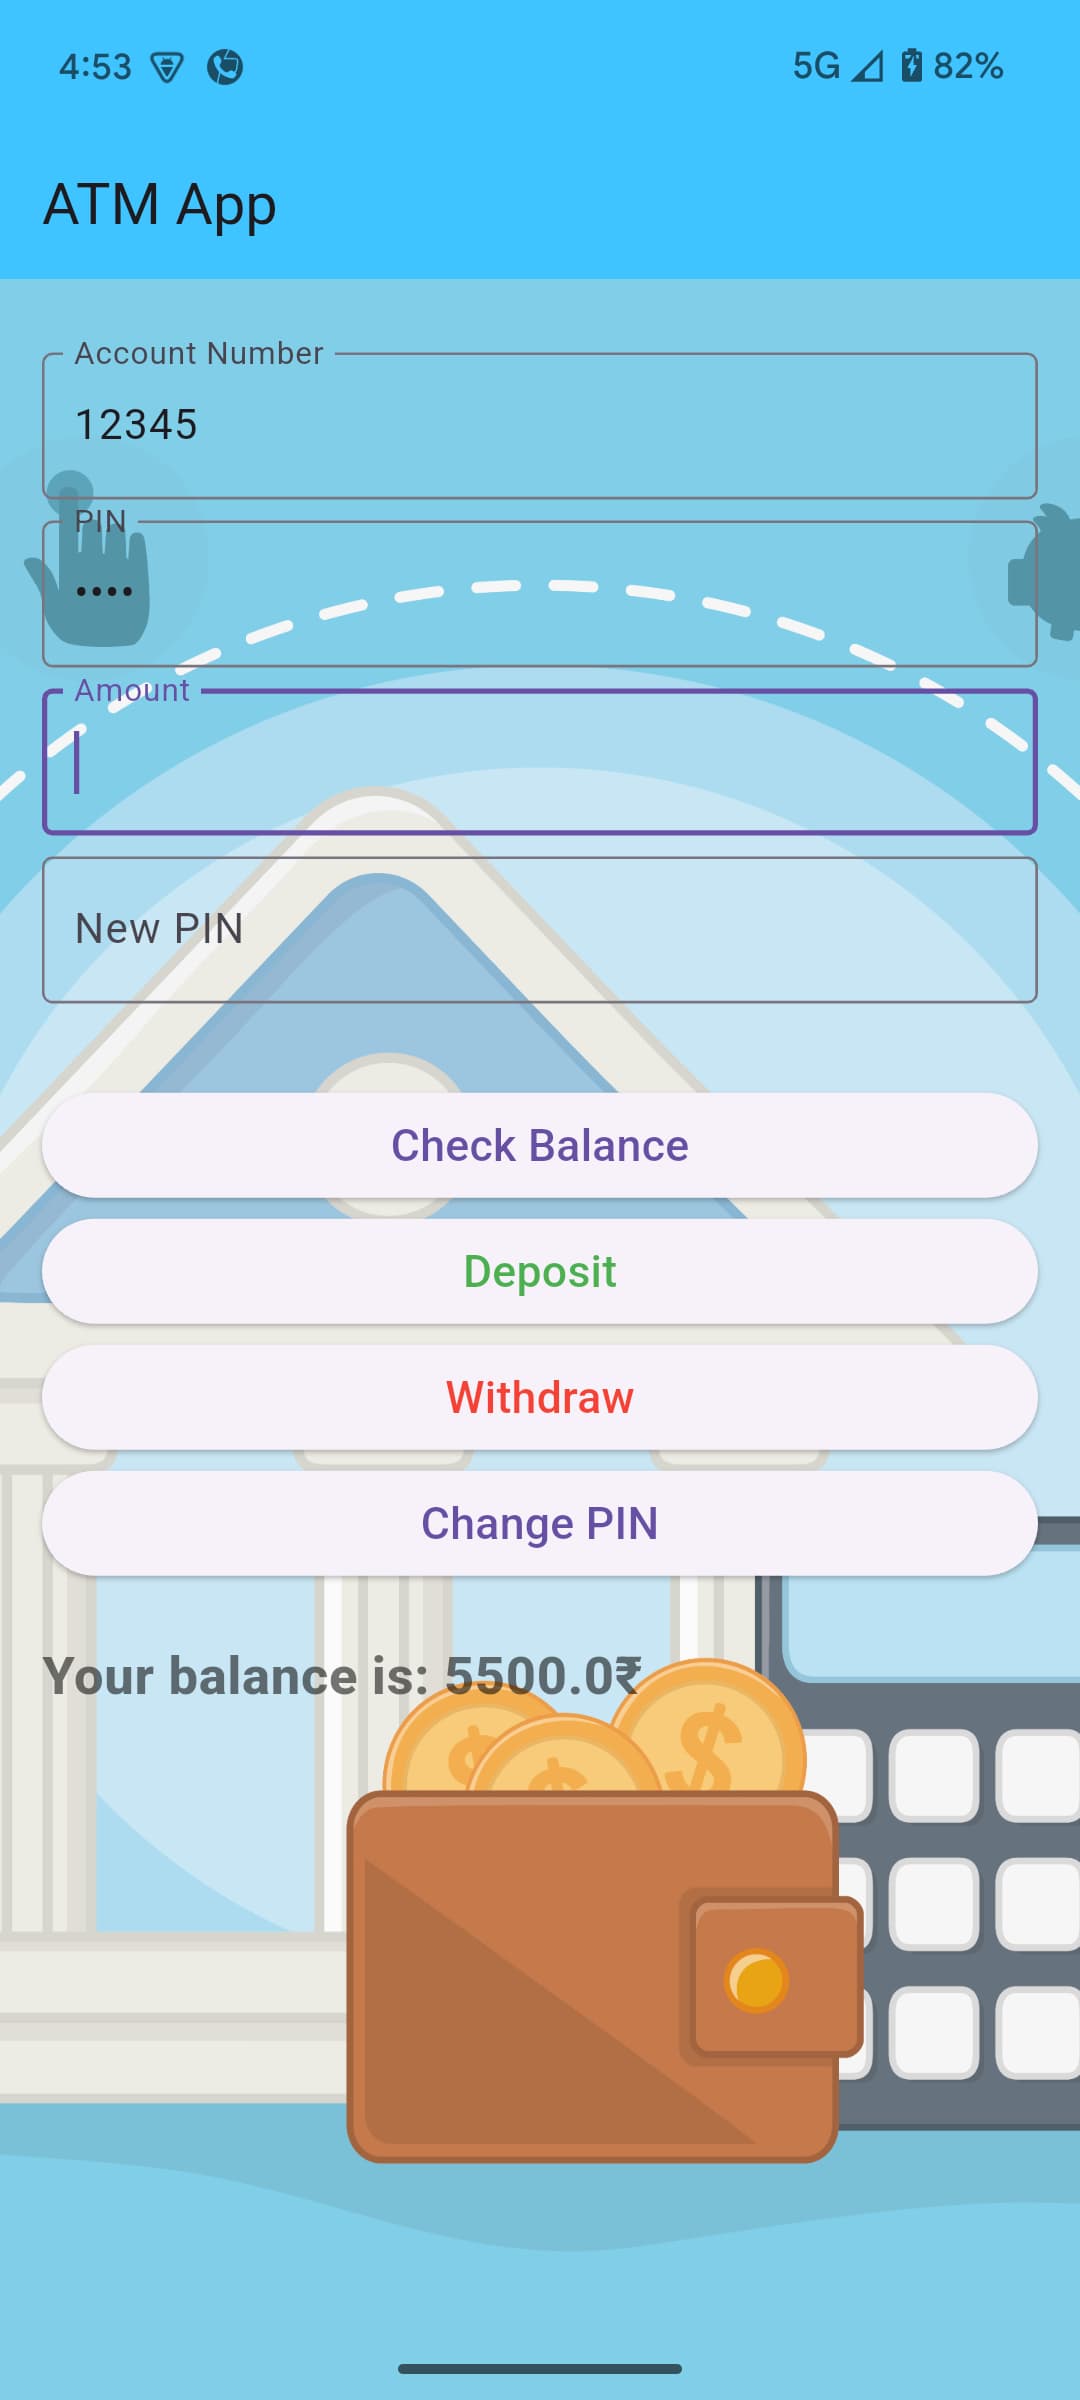 4:53 5G 82%
ATM App
Account Number
12345
PIN
••••
Amount
New PIN
Check Balance
Deposit
Withdraw
Change PIN
Your balance is: 5500.0₹
$ $ $